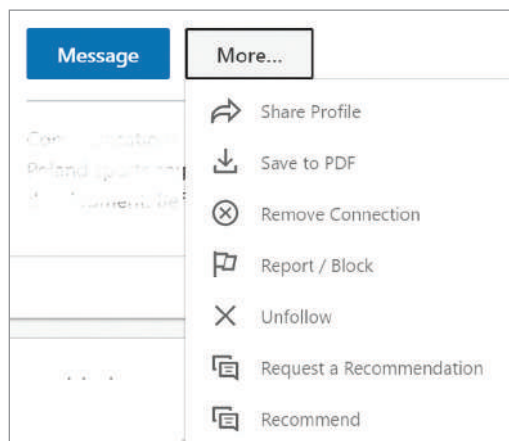 Message
More...
Share Profile
Save to PDF
Remove Connection
Report / Block
Unfollow
Request a Recommendation
Recommend